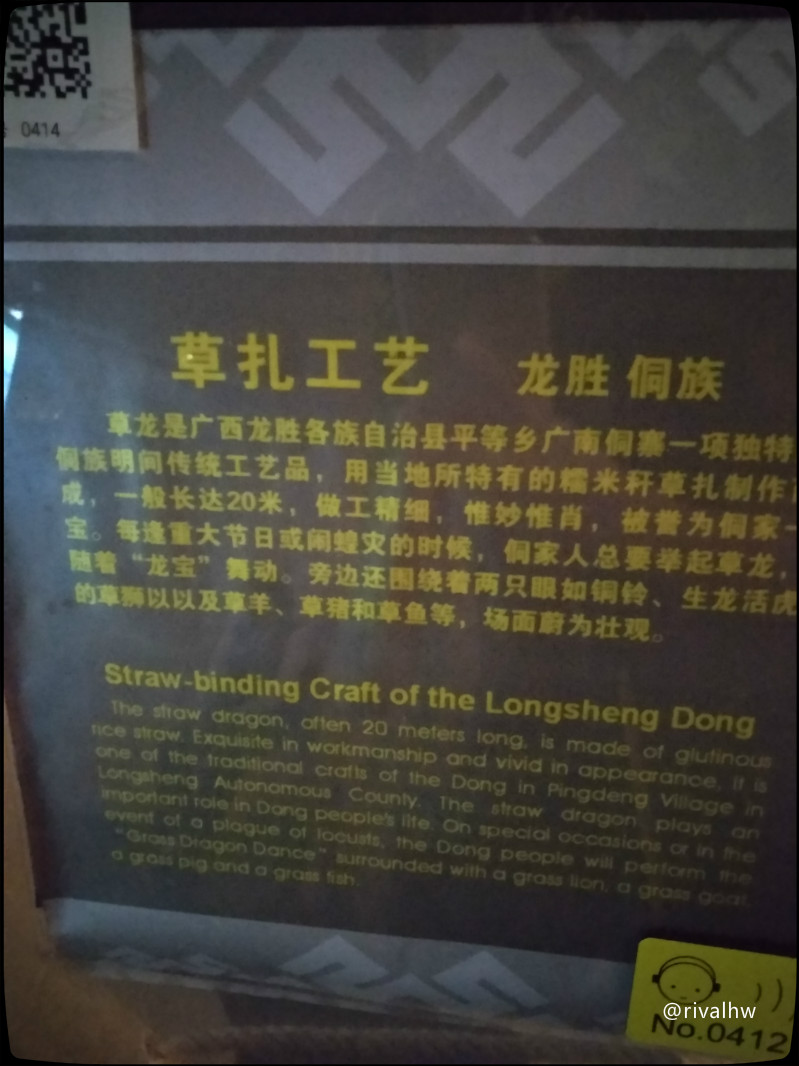 0414
草扎工艺 龙胜 侗族
草龙是广西龙胜各族自治县平等乡广南侗寨一项独特
侗族明间传统工艺品，用当地所特有的糯米秆草扎制作
成，一般长达20米，做工精细，惟妙惟肖，被誉为侗家一
宝。每逢重大节日或闹蝗灾的时候，侗家人总要举起草龙，
随着“龙宝”舞动。旁边还围绕着两只眼如铜铃、生龙活虎
的草狮以以及草羊、草猪和草鱼等，场面蔚为壮观。
Straw-binding Craft of the Longsheng Dong
The straw dragon, often 20 meters long, is made of glutinous
rice straw. Exquisite in workmanship and vivid in appearance, it is
one of the traditional crafts of the Dong in Pingdeng Village in
Longsheng Autonomous County. The straw dragon plays an
important role in Dong people's life. On special occasions or in the
event of a plague of locusts, the Dong people will perform the
"Grass Dragon Dance" surrounded with a grass lion, a grass goat,
a grass pig and a grass fish.
@rivalhw
No.0412